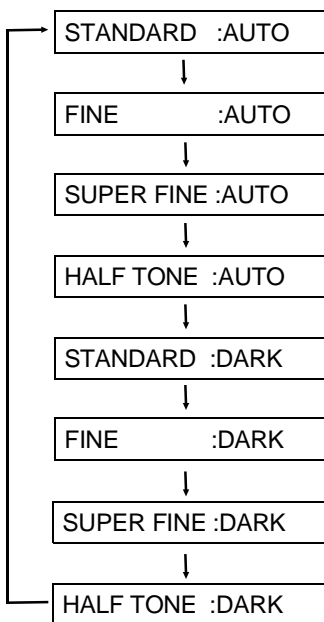 STANDARD :AUTO
FINE :AUTO
SUPER FINE :AUTO
HALF TONE :AUTO
STANDARD :DARK
FINE :DARK
SUPER FINE :DARK
HALF TONE :DARK